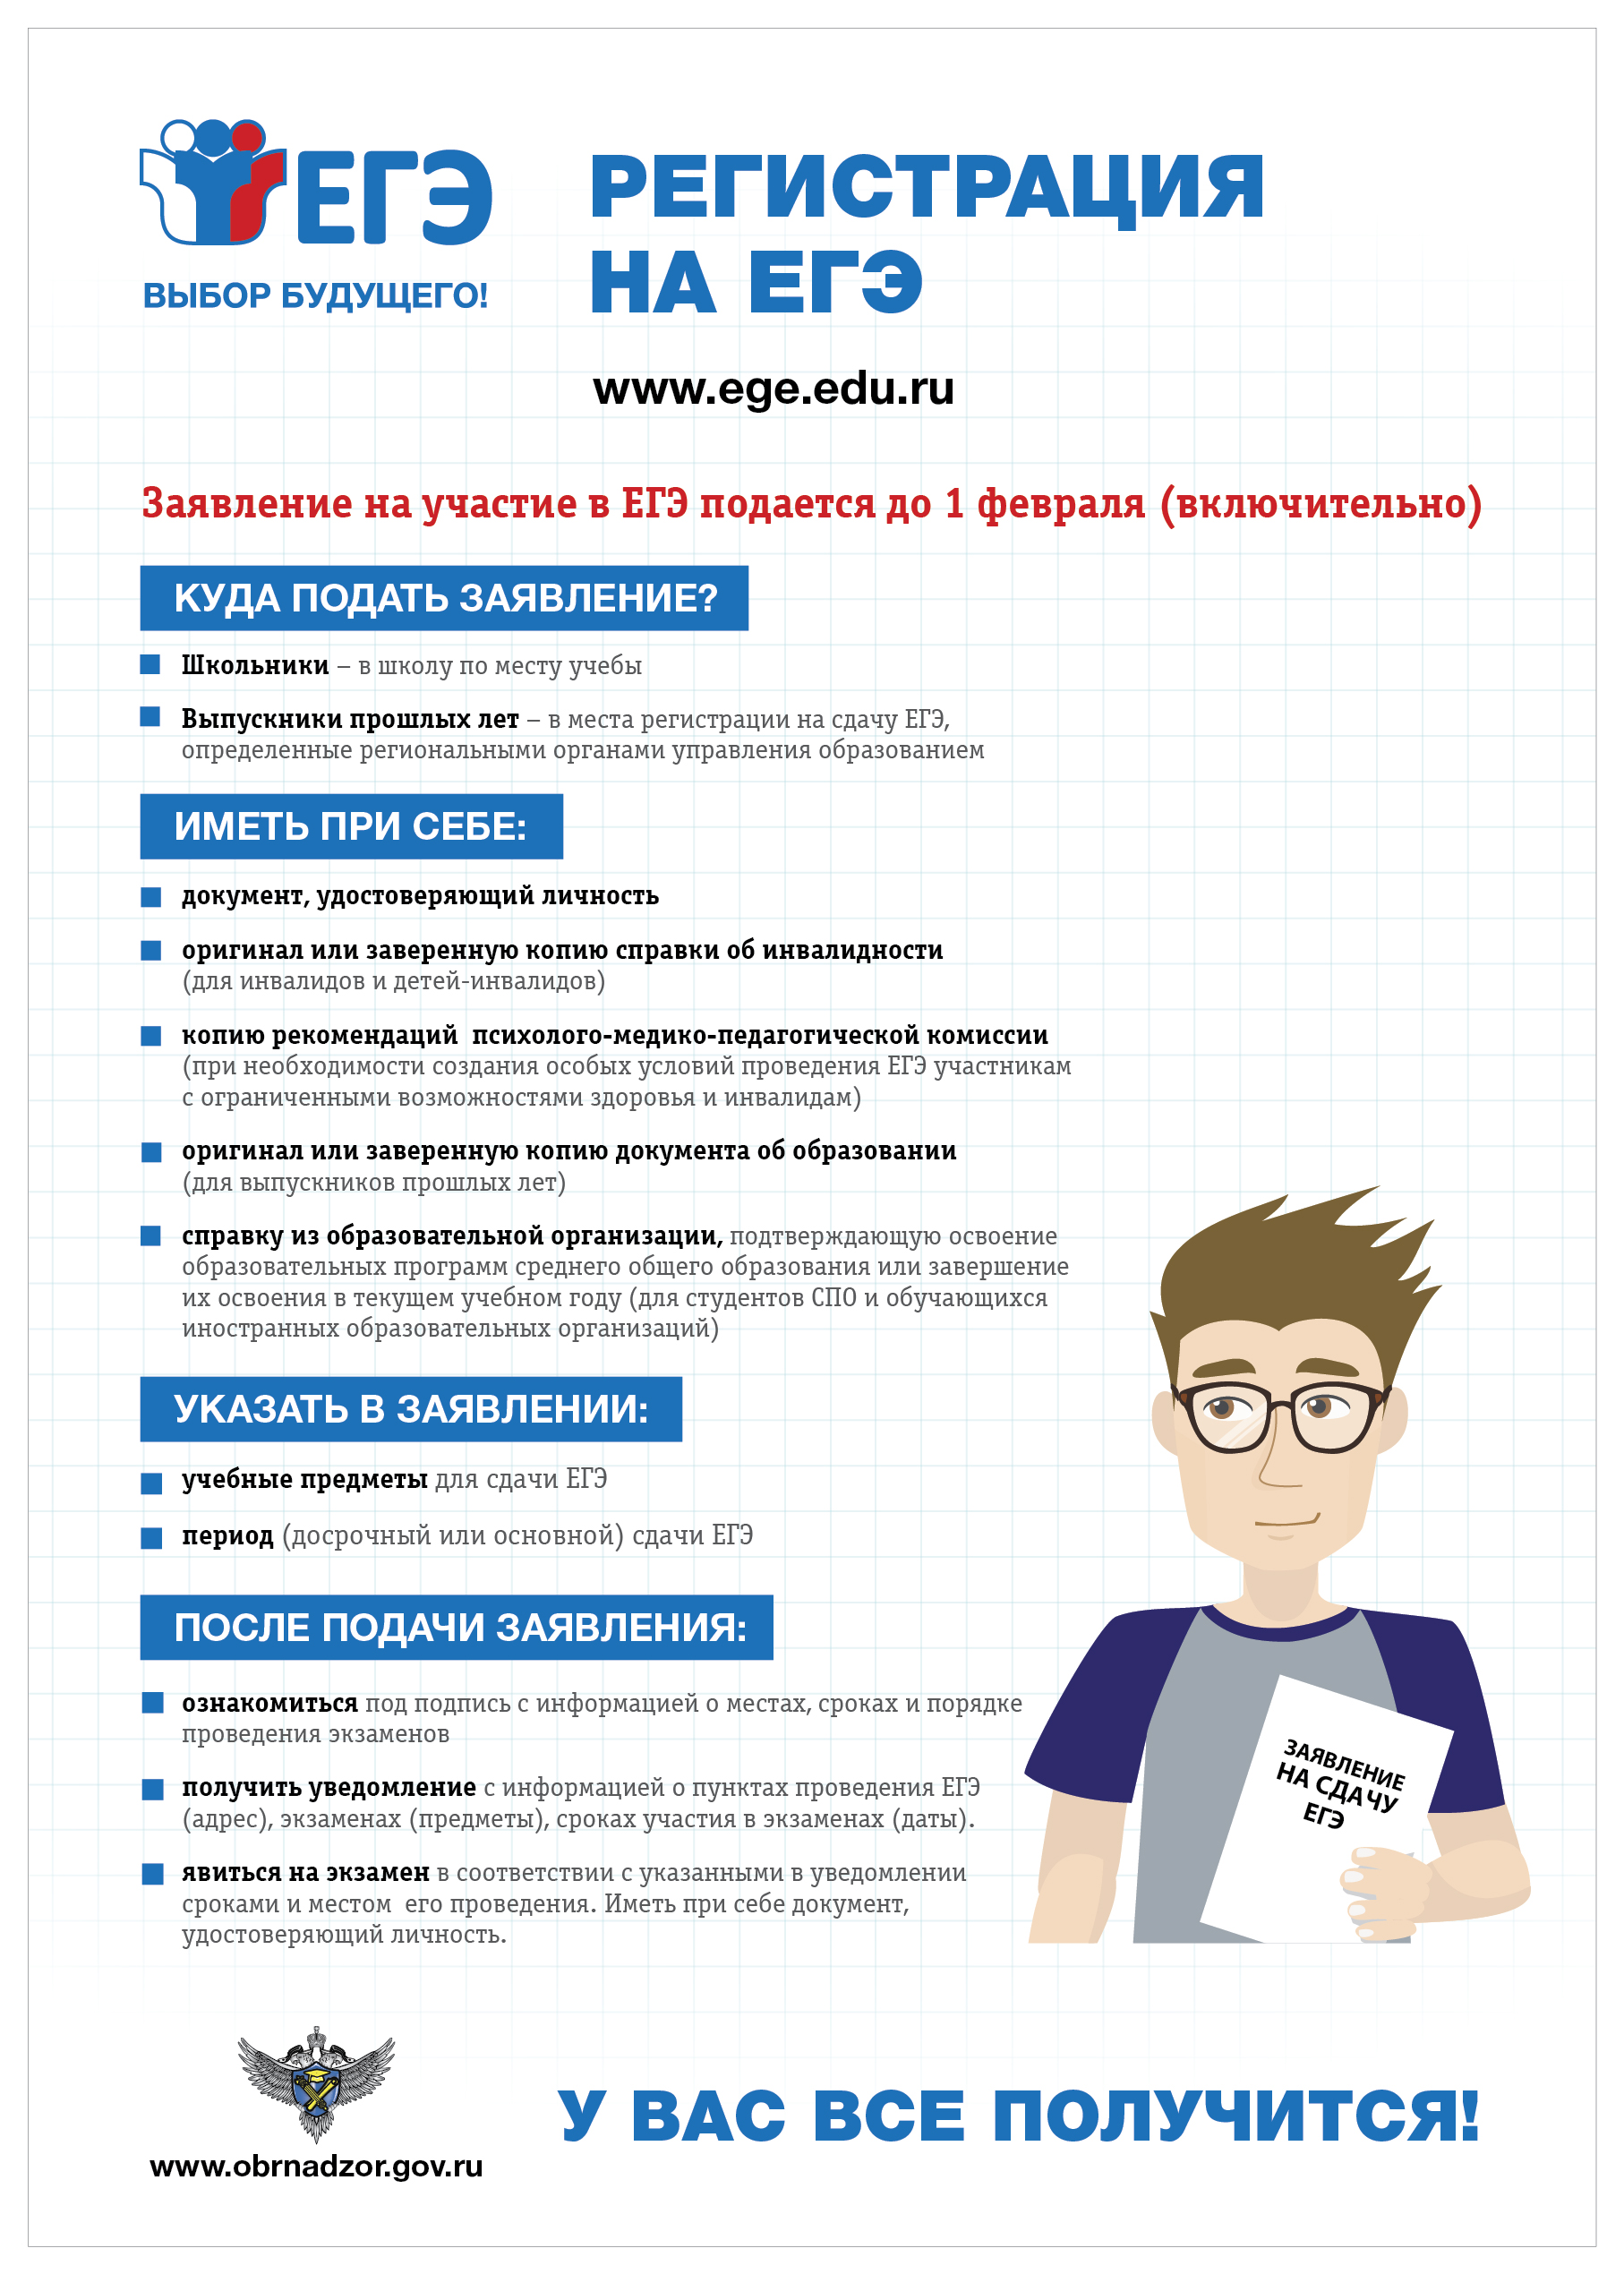 ЕГЭ
ВЫБОР БУДУЩЕГО!
РЕГИСТРАЦИЯ
НА ЕГЭ
www.ege.edu.ru
Заявление на участие в ЕГЭ подается до 1 февраля (включительно)
КУДА ПОДАТЬ ЗАЯВЛЕНИЕ?
Школьники – в школу по месту учебы
Выпускники прошлых лет – в места регистрации на сдачу ЕГЭ,
определенные региональными органами управления образованием
ИМЕТЬ ПРИ СЕБЕ:
документ, удостоверяющий личность
оригинал или заверенную копию справки об инвалидности
(для инвалидов и детей-инвалидов)
копию рекомендаций психолого-медико-педагогической комиссии
(при необходимости создания особых условий проведения ЕГЭ участникам
с ограниченными возможностями здоровья и инвалидам)
оригинал или заверенную копию документа об образовании
(для выпускников прошлых лет)
справку из образовательной организации, подтверждающую освоение
образовательных программ среднего общего образования или завершение
их освоения в текущем учебном году (для студентов СПО и обучающихся
иностранных образовательных организаций)
УКАЗАТЬ В ЗАЯВЛЕНИИ:
учебные предметы для сдачи ЕГЭ
период (досрочный или основной) сдачи ЕГЭ
ПОСЛЕ ПОДАЧИ ЗАЯВЛЕНИЯ:
ознакомиться под подпись с информацией о местах, сроках и порядке
проведения экзаменов
получить уведомление с информацией о пунктах проведения ЕГЭ
(адрес), экзаменах (предметы), сроках участия в экзаменах (даты).
явиться на экзамен в соответствии с указанными в уведомлении
сроками и местом его проведения. Иметь при себе документ,
удостоверяющий личность.
ЗАЯВЛЕНИЕ
НА СДАЧУ
ЕГЭ
www.obrnadzor.gov.ru
У ВАС ВСЕ ПОЛУЧИТСЯ!